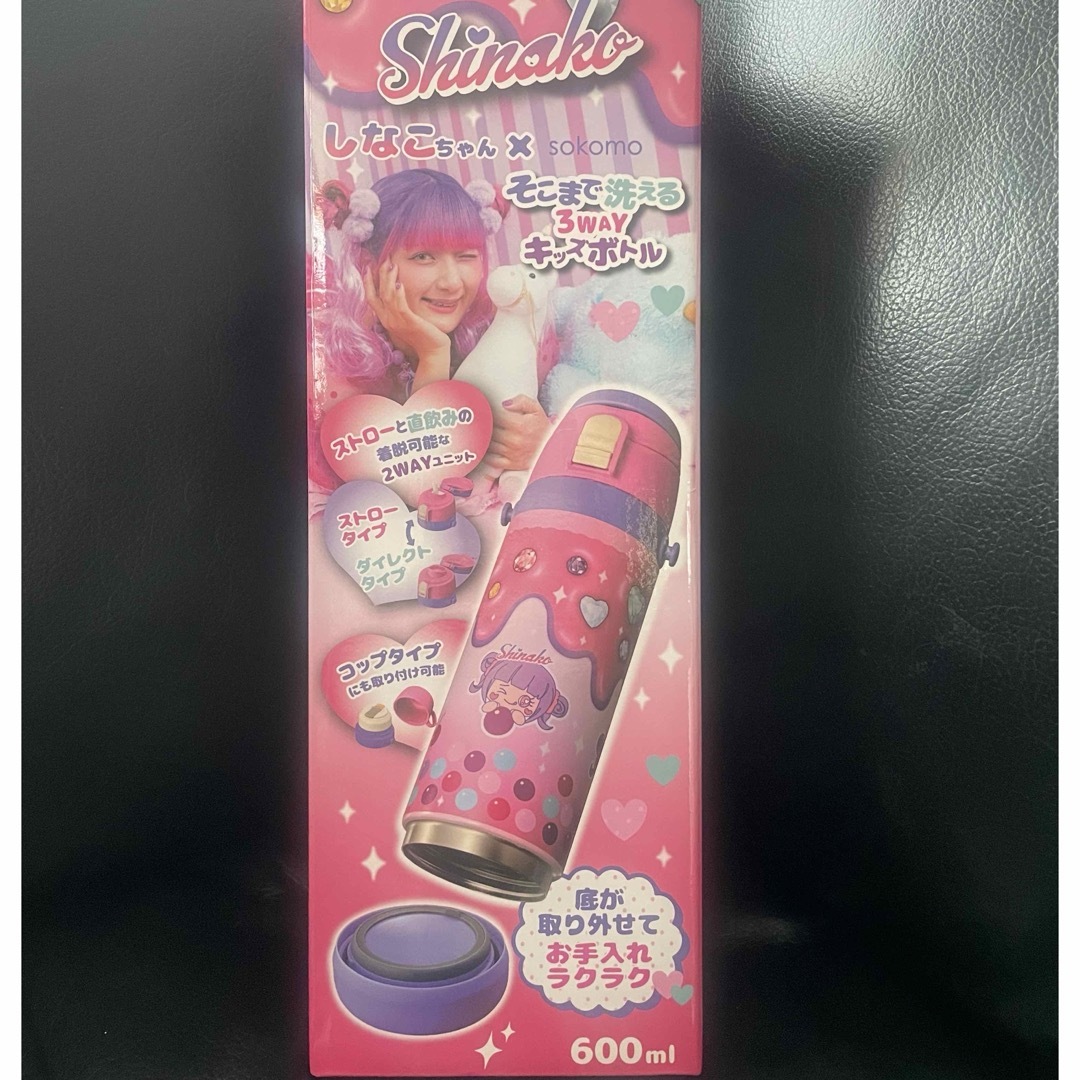 Shinako
しなこちゃん × sokomo
そこまで洗える
3WAY
キッズボトル
ストローと直飲みの
着脱可能な
2WAYユニット
ストロー
タイプ
ダイレクト
タイプ
コップタイプ
にも取り付け可能
Shinako
底が
取り外せて
お手入れ
ラクラク
600ml